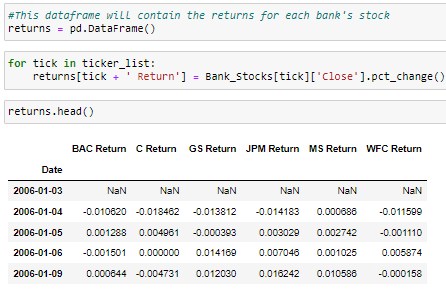 #This dataframe will contain the returns for each bank's stock
returns = pd.DataFrame()
for tick in ticker_list:
    returns[tick + ' Return'] = Bank_Stocks[tick]['Close'].pct_change()
returns.head()
BAC Return C Return GS Return JPM Return MS Return WFC Return
Date
2006-01-03 NaN NaN NaN NaN NaN NaN
2006-01-04 -0.010620 -0.018462 -0.013812 -0.014183 0.000686 -0.011599
2006-01-05 0.001288 0.004961 -0.000393 0.003029 0.002742 -0.001110
2006-01-06 -0.001501 0.000000 0.014169 0.007046 0.001025 0.005874
2006-01-09 0.000644 -0.004731 0.012030 0.016242 0.010586 -0.000158